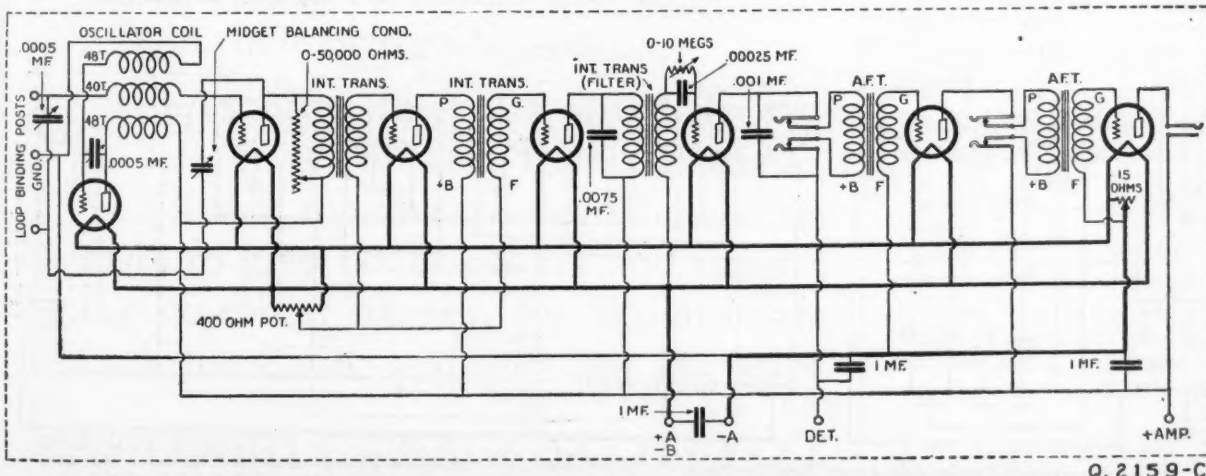 OSCILLATOR COIL
MIDGET BALANCING COND.
.0005
MF.
48T
40T
48T
0-50,000 OHMS.
INT. TRANS.
INT. TRANS.
INT. TRANS
(FILTER)
0-10 MEGS
.00025 MF.
.001 MF.
A.F.T.
A.F.T.
P
G
P
G
P
G
.0005 MF.
LOOP BINDING POSTS
GND.
+B
F
.0075
MF.
+B
F
+B
F
15
OHMS
400 OHM POT.
1 MF.
1 MF.
1 MF.
+A
-B
-A
DET.
+AMP.
Q.2159-C